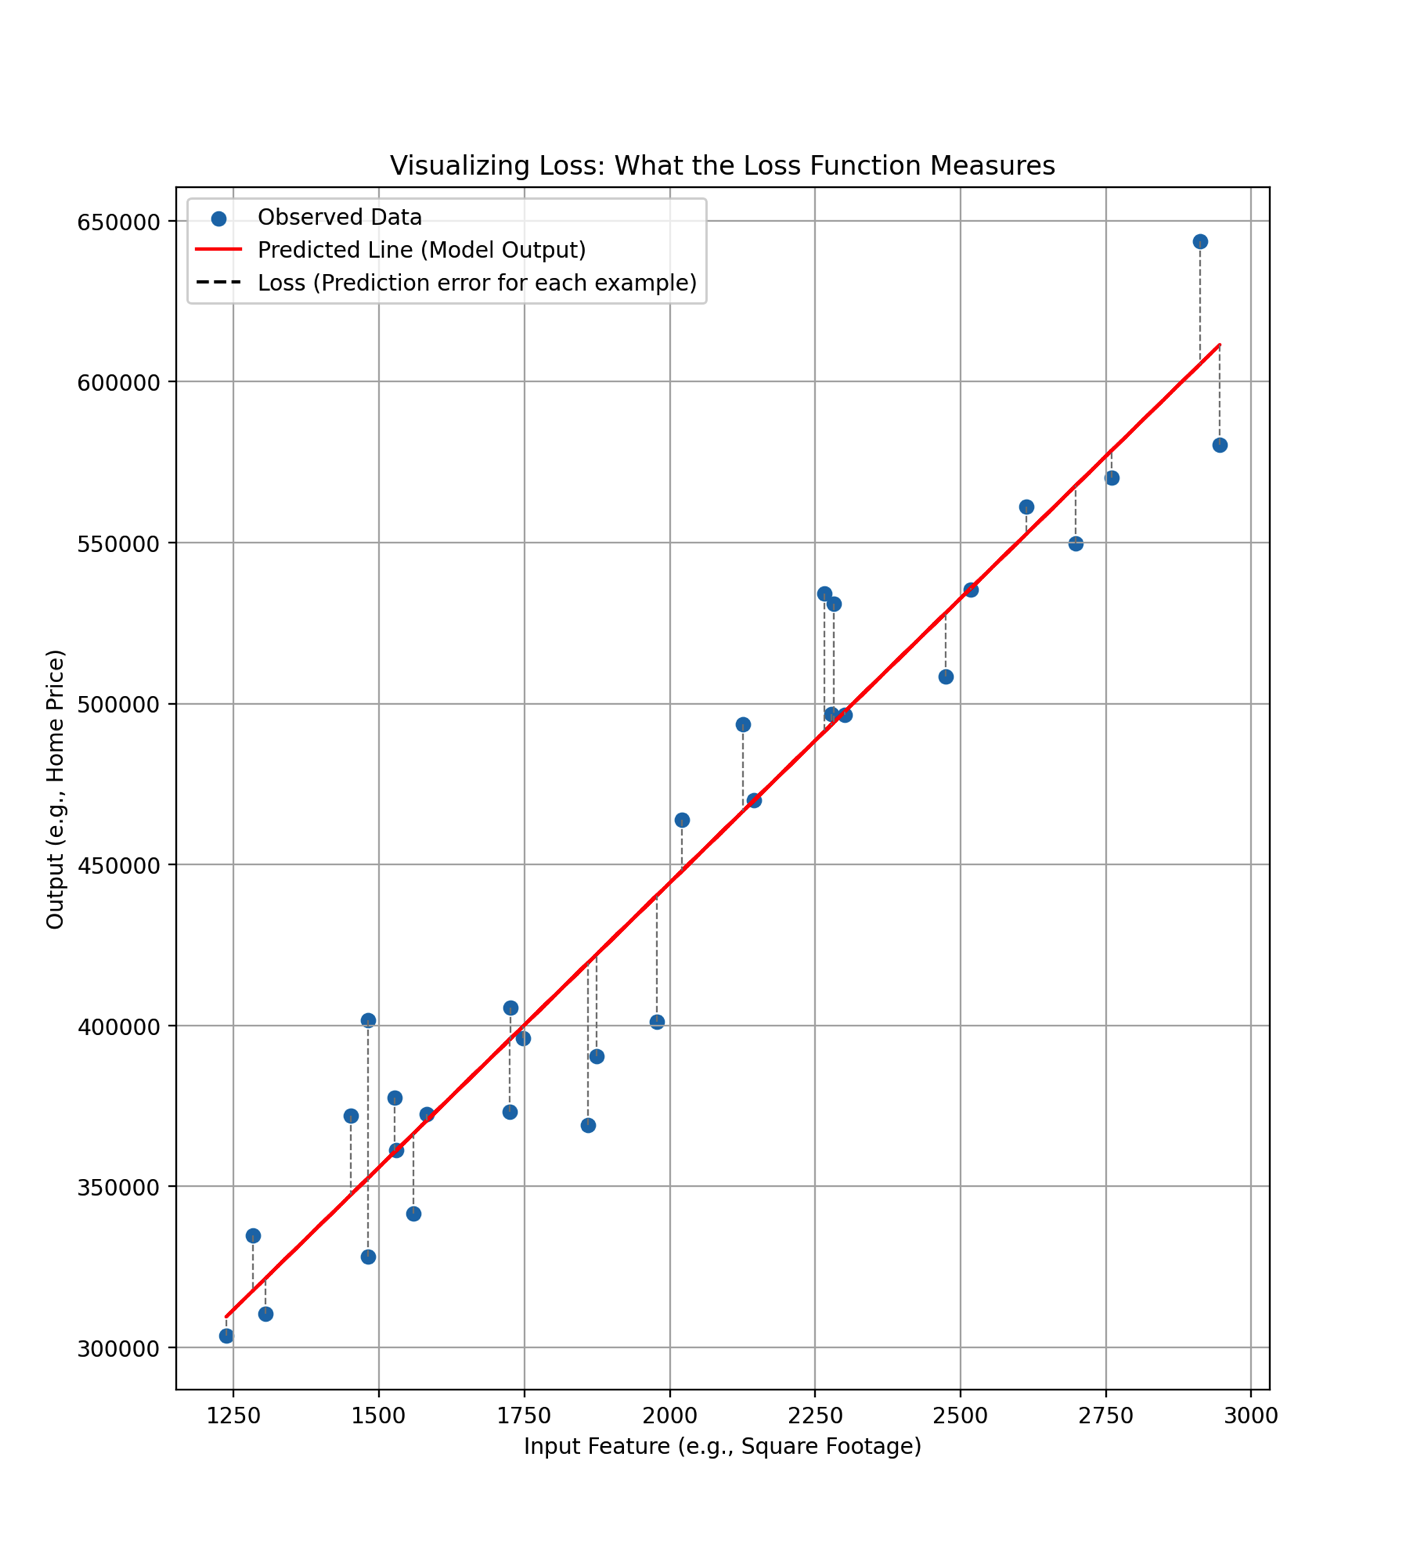 Visualizing Loss: What the Loss Function Measures
Observed Data
Predicted Line (Model Output)
Loss (Prediction error for each example)
650000
600000
550000
500000
450000
400000
350000
300000
Output (e.g., Home Price)
1250 1500 1750 2000 2250 2500 2750 3000
Input Feature (e.g., Square Footage)